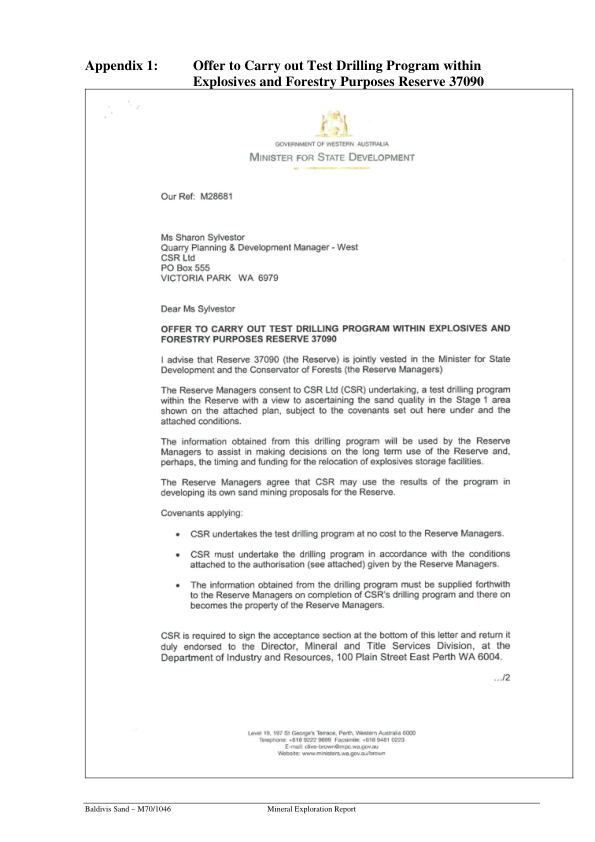 Appendix 1: Offer to Carry out Test Drilling Program within
Explosives and Forestry Purposes Reserve 37090
GOVERNMENT OF WESTERN AUSTRALIA
MINISTER FOR STATE DEVELOPMENT
Our Ref: M28681
Ms Sharon Sylvestor
Quarry Planning & Development Manager - West
CSR Ltd
PO Box 555
VICTORIA PARK WA 6979
Dear Ms Sylvestor
OFFER TO CARRY OUT TEST DRILLING PROGRAM WITHIN EXPLOSIVES AND
FORESTRY PURPOSES RESERVE 37090
I advise that Reserve 37090 (the Reserve) is jointly vested in the Minister for State
Development and the Conservator of Forests (the Reserve Managers)
The Reserve Managers consent to CSR Ltd (CSR) undertaking, a test drilling program
within the Reserve with a view to ascertaining the sand quality in the Stage 1 area
shown on the attached plan, subject to the covenants set out here under and the
attached conditions.
The information obtained from this drilling program will be used by the Reserve
Managers to assist in making decisions on the long term use of the Reserve and,
perhaps, the timing and funding for the relocation of explosives storage facilities.
The Reserve Managers agree that CSR may use the results of the program in
developing its own sand mining proposals for the Reserve.
Covenants applying:
• CSR undertakes the test drilling program at no cost to the Reserve Managers.
• CSR must undertake the drilling program in accordance with the conditions
attached to the authorisation (see attached) given by the Reserve Managers.
• The information obtained from the drilling program must be supplied forthwith
to the Reserve Managers on completion of CSR's drilling program and there on
becomes the property of the Reserve Managers.
CSR is required to sign the acceptance section at the bottom of this letter and return it
duly endorsed to the Director, Mineral and Title Services Division, at the
Department of Industry and Resources, 100 Plain Street East Perth WA 6004.
.../2
Level 19, 197 St George's Terrace, Perth, Western Australia 6000
Telephone: +618 9222 9699 Facsimile: +618 9481 0223
E-mail: clive-brown@mpc.wa.gov.au
Website: www.ministers.wa.gov.au/brown
Baldivis Sand – M70/1046 Mineral Exploration Report